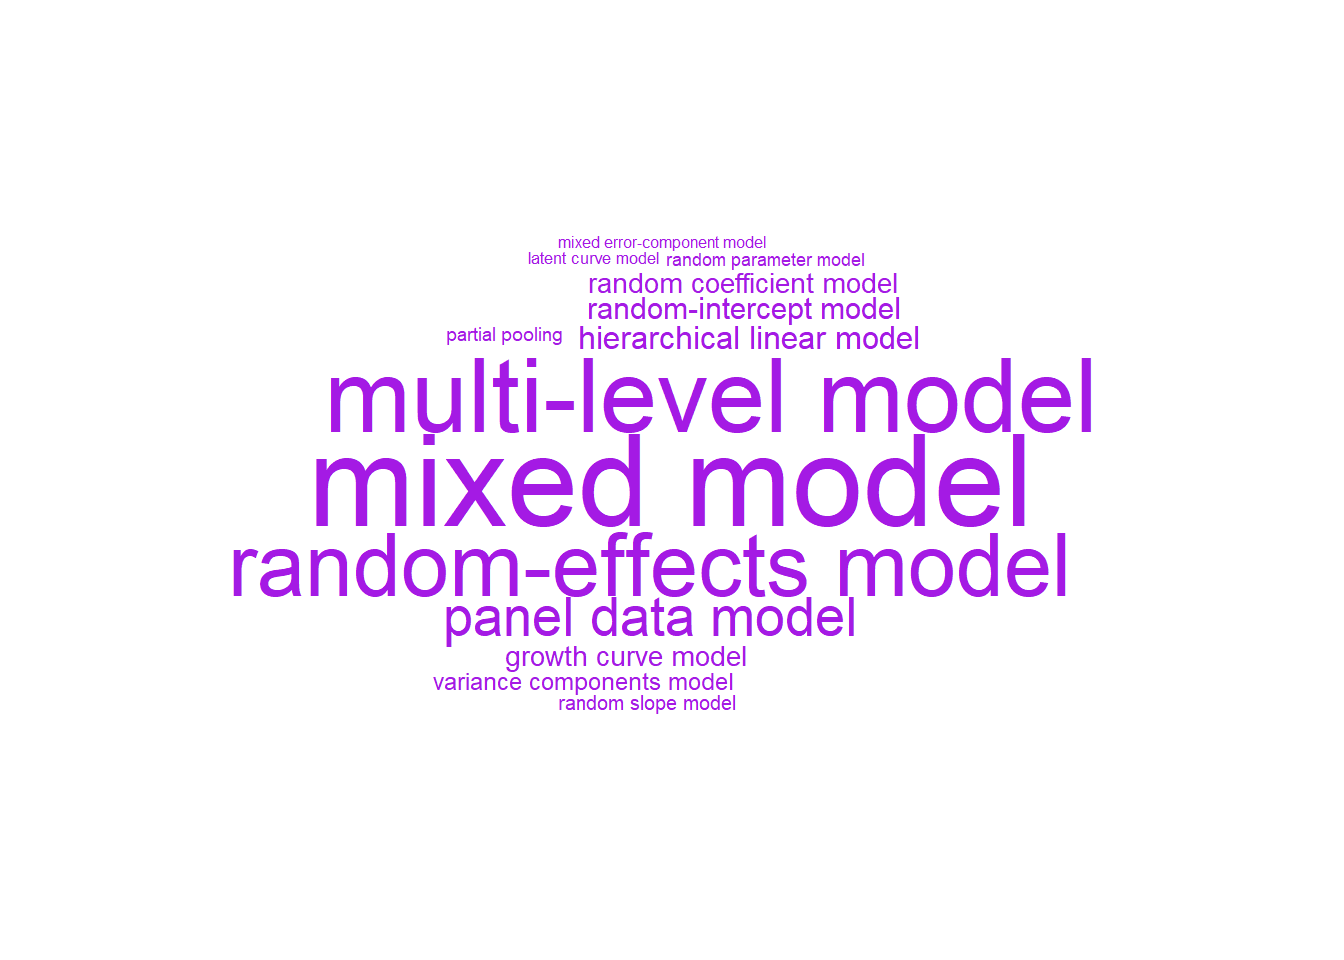 mixed error-component model
latent curve model
random parameter model
random coefficient model
random-intercept model
partial pooling
hierarchical linear model
multi-level model
mixed model
random-effects model
panel data model
growth curve model
variance components model
random slope model